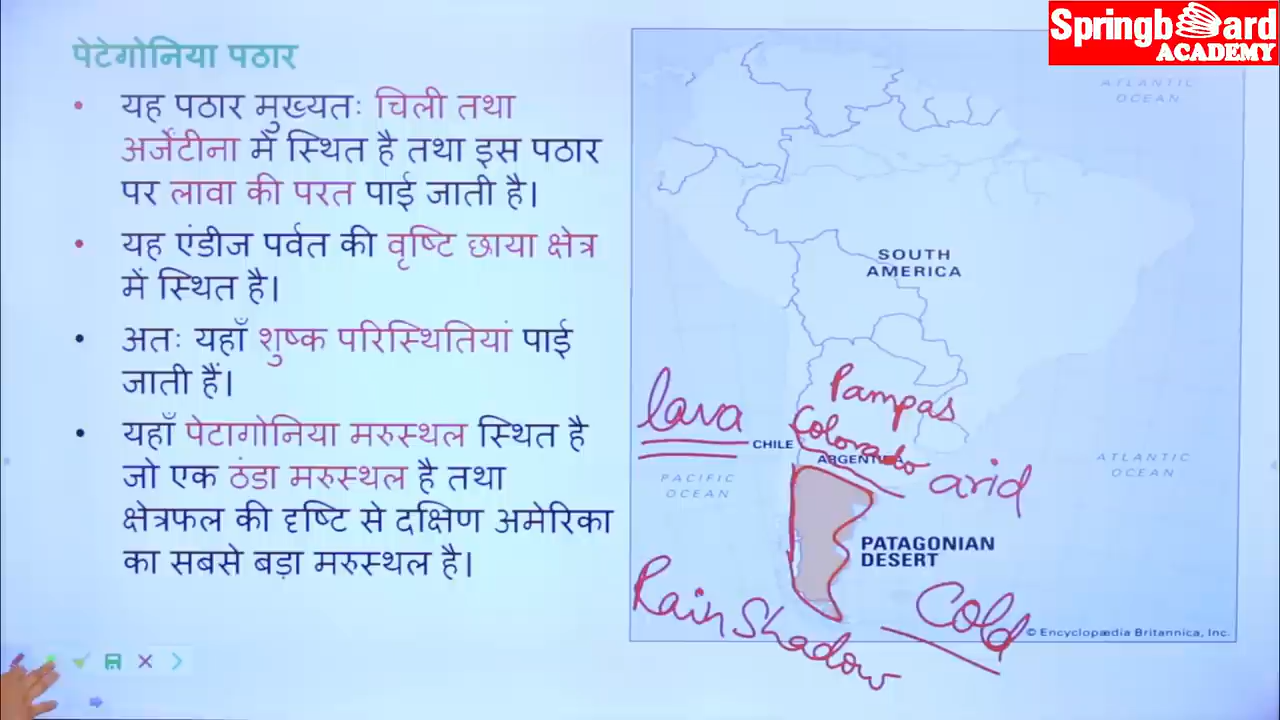 पेटेगोनिया पठार
• यह पठार मुख्यतः चिली तथा
अर्जेंटीना में स्थित है तथा इस पठार
पर लावा की परत पाई जाती है।
• यह एंडीज पर्वत की वृष्टि छाया क्षेत्र
में स्थित है।
• अतः यहाँ शुष्क परिस्थितियां पाई
जाती हैं।
• यहाँ पेटागोनिया मरुस्थल स्थित है
जो एक ठंडा मरुस्थल है तथा
क्षेत्रफल की दृष्टि से दक्षिण अमेरिका
का सबसे बड़ा मरुस्थल है।
Springboard
ACADEMY
ATLANTIC
OCEAN
SOUTH
AMERICA
Pampas
lava
Colorado
CHILE
ARGENTINA
arid
PACIFIC
OCEAN
ATLANTIC
OCEAN
PATAGONIAN
DESERT
Rain Shadow
Cold
© Encyclopædia Britannica, Inc.